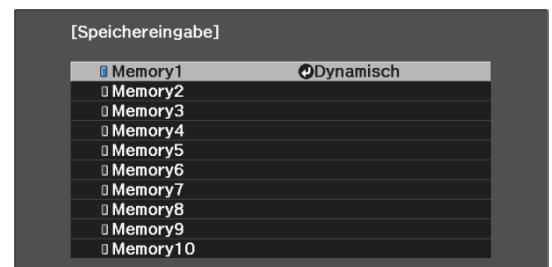 [Speichereingabe]
Memory1 Dynamisch
Memory2
Memory3
Memory4
Memory5
Memory6
Memory7
Memory8
Memory9
Memory10